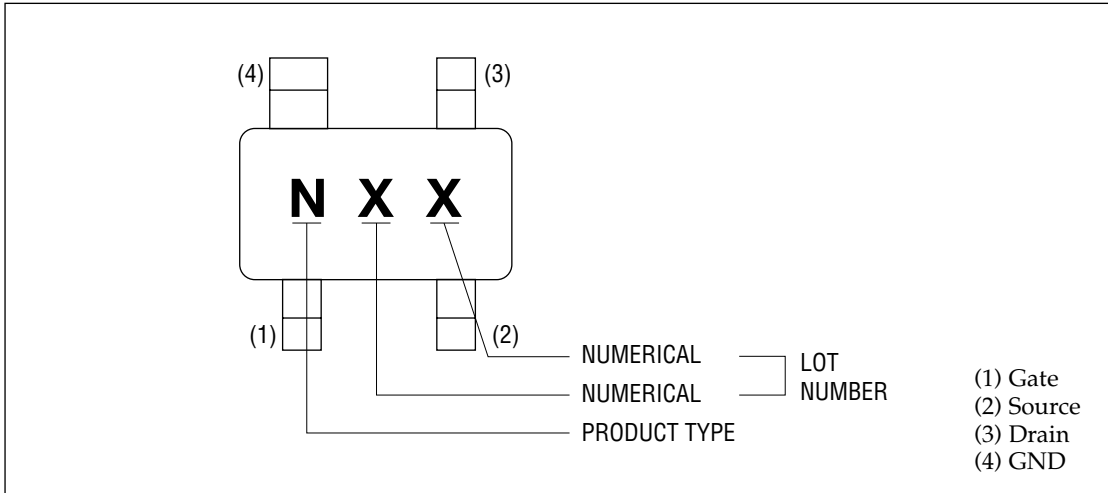 (4)
(3)
N X X
(1)
(2)
NUMERICAL
NUMERICAL
LOT
NUMBER
PRODUCT TYPE
(1) Gate
(2) Source
(3) Drain
(4) GND